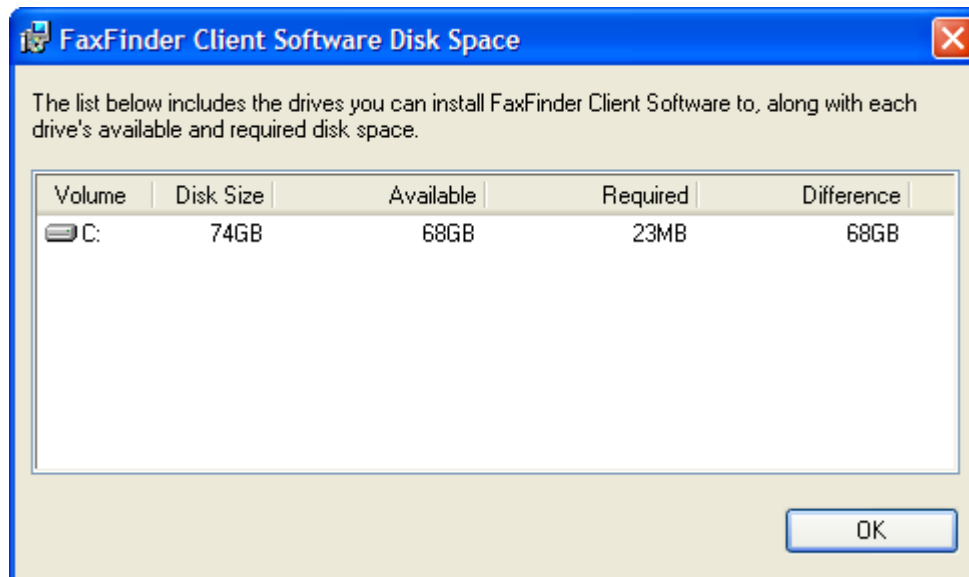 FaxFinder Client Software Disk Space
The list below includes the drives you can install FaxFinder Client Software to, along with each
drive's available and required disk space.
Volume Disk Size Available Required Difference
C: 74GB 68GB 23MB 68GB
OK